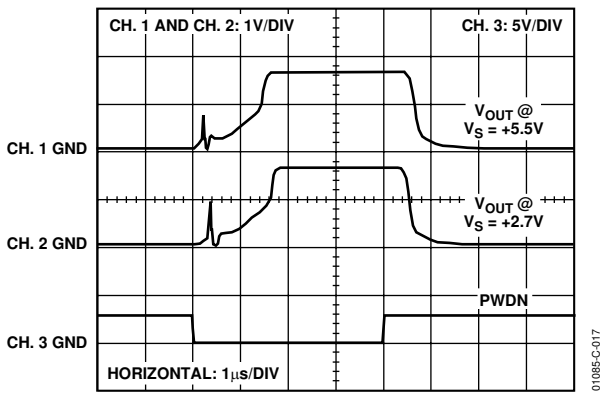 CH. 1 AND CH. 2: 1V/DIV
CH. 3: 5V/DIV
V_OUT @
V_S = +5.5V
CH. 1 GND
V_OUT @
V_S = +2.7V
CH. 2 GND
PWDN
CH. 3 GND
HORIZONTAL: 1μs/DIV
01085-C-017